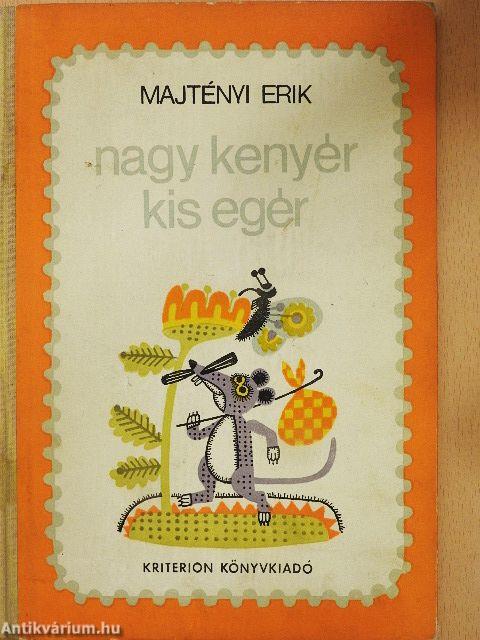 MAJTÉNYI ERIK
nagy kenyér
kis egér
KRITERION KÖNYVKIADÓ
Antikvárium.hu